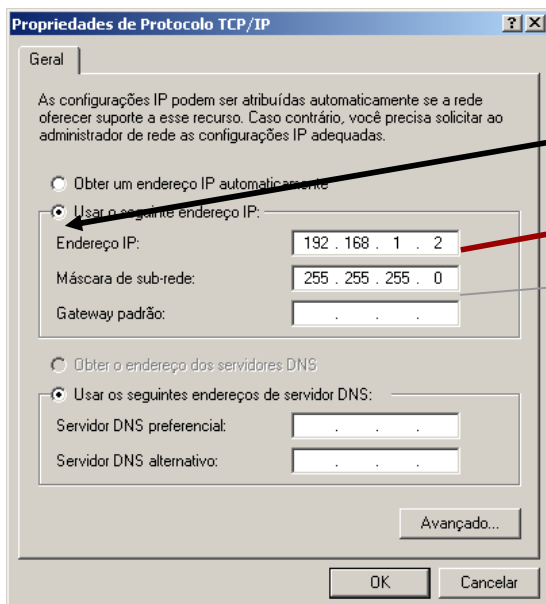 Propriedades de Protocolo TCP/IP
Geral
As configurações IP podem ser atribuídas automaticamente se a rede
oferecer suporte a esse recurso. Caso contrário, você precisa solicitar ao
administrador de rede as configurações IP adequadas.
Obter um endereço IP automaticamente
Usar o seguinte endereço IP:
Endereço IP: 192 . 168 . 1 . 2
Máscara de sub-rede: 255 . 255 . 255 . 0
Gateway padrão: . . .
Obter o endereço dos servidores DNS
Usar os seguintes endereços de servidor DNS:
Servidor DNS preferencial: . . .
Servidor DNS alternativo: . . .
Avançado...
OK Cancelar